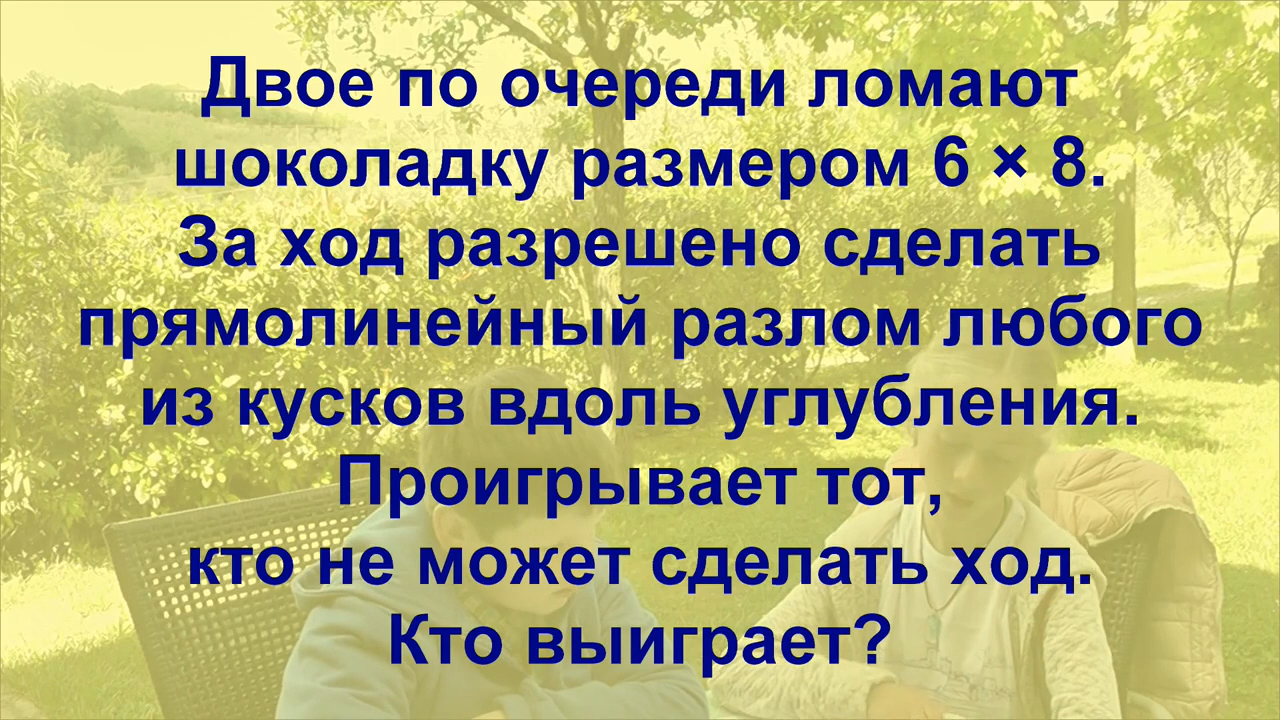 Двое по очереди ломают
шоколадку размером 6 × 8.
За ход разрешено сделать
прямолинейный разлом любого
из кусков вдоль углубления.
Проигрывает тот,
кто не может сделать ход.
Кто выиграет?